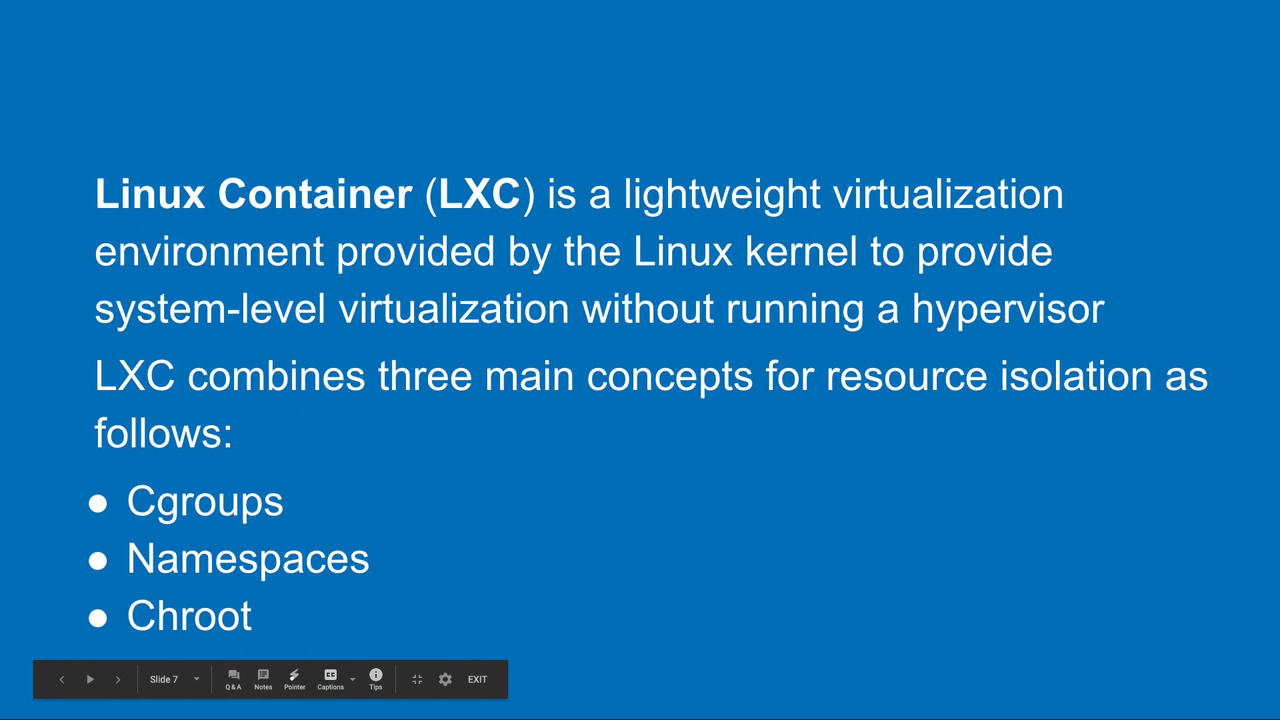 Linux Container (LXC) is a lightweight virtualization
environment provided by the Linux kernel to provide
system-level virtualization without running a hypervisor
LXC combines three main concepts for resource isolation as
follows:
● Cgroups
● Namespaces
● Chroot
Slide 7
Q&A
Notes
Pointer
CC
Captions
Tips
EXIT